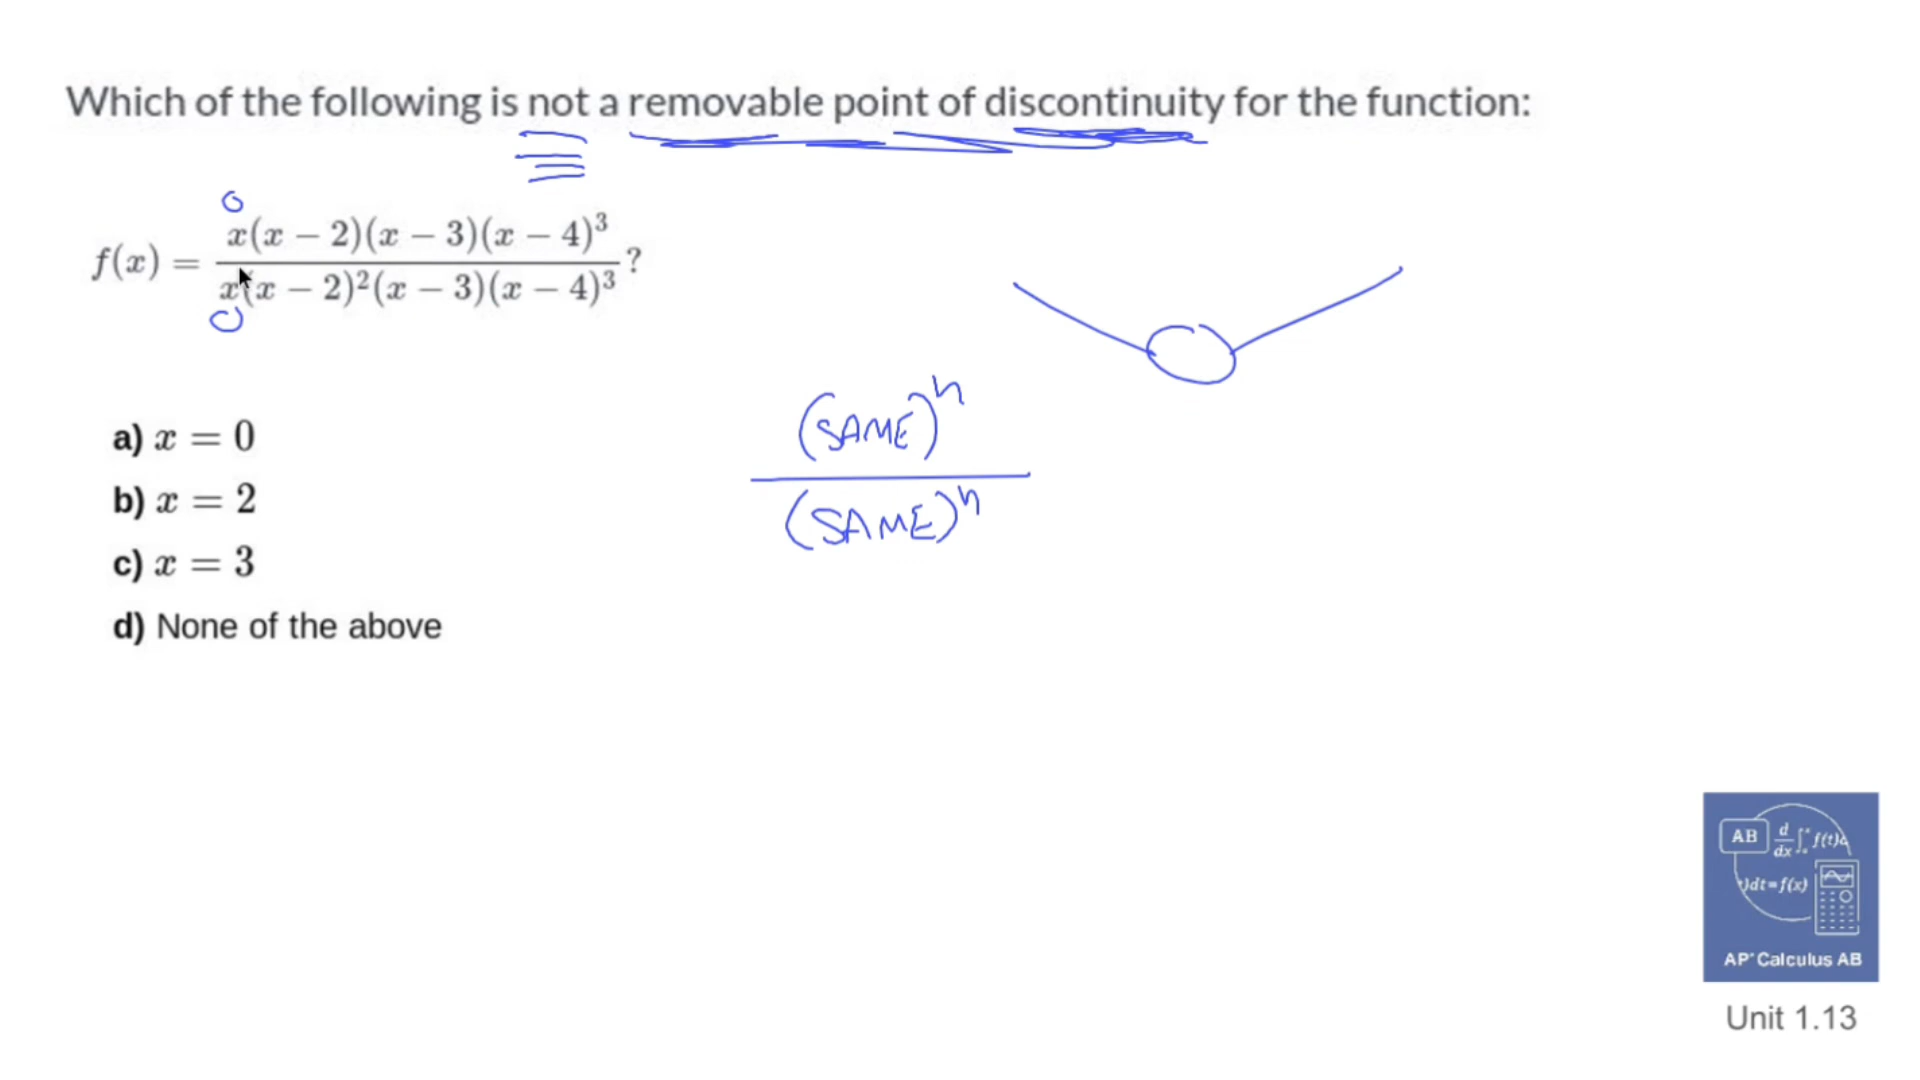 Which of the following is not a removable point of discontinuity for the function:
0
f(x) = x(x − 2)(x − 3)(x − 4)³ / x(x − 2)²(x − 3)(x − 4)³ ?
0
(SAME)ⁿ
(SAME)ⁿ
a) x = 0
b) x = 2
c) x = 3
d) None of the above
AB d/dx ∫ f(t)d
)dt=f(x)
AP® Calculus AB
Unit 1.13